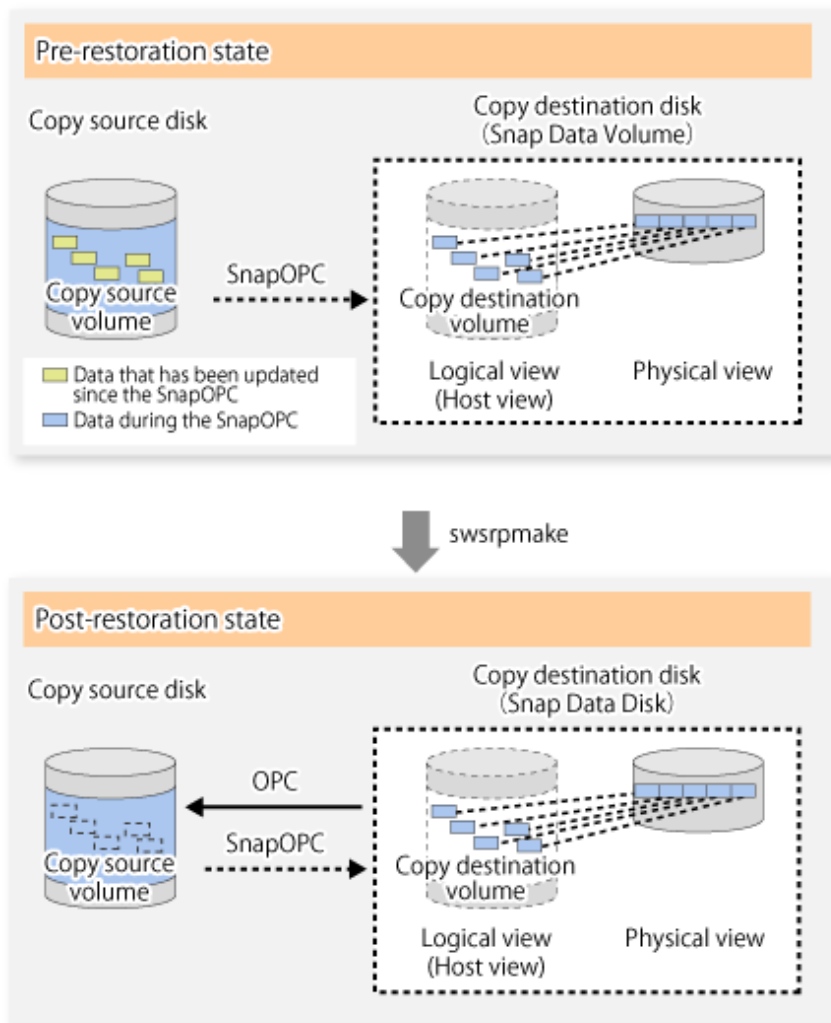 Pre-restoration state
Copy source disk
Copy destination disk
(Snap Data Volume)
Copy source
volume
SnapOPC
Copy destination
volume
Logical view
(Host view)
Physical view
Data that has been updated
since the SnapOPC
Data during the SnapOPC
swsrpmake
Post-restoration state
Copy source disk
Copy destination disk
(Snap Data Disk)
Copy source
volume
OPC
SnapOPC
Copy destination
volume
Logical view
(Host view)
Physical view